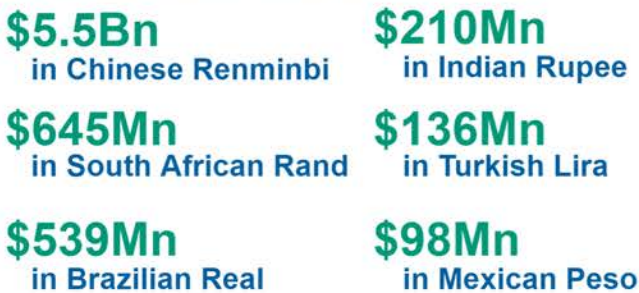 $5.5Bn
in Chinese Renminbi
$210Mn
in Indian Rupee
$645Mn
in South African Rand
$136Mn
in Turkish Lira
$539Mn
in Brazilian Real
$98Mn
in Mexican Peso